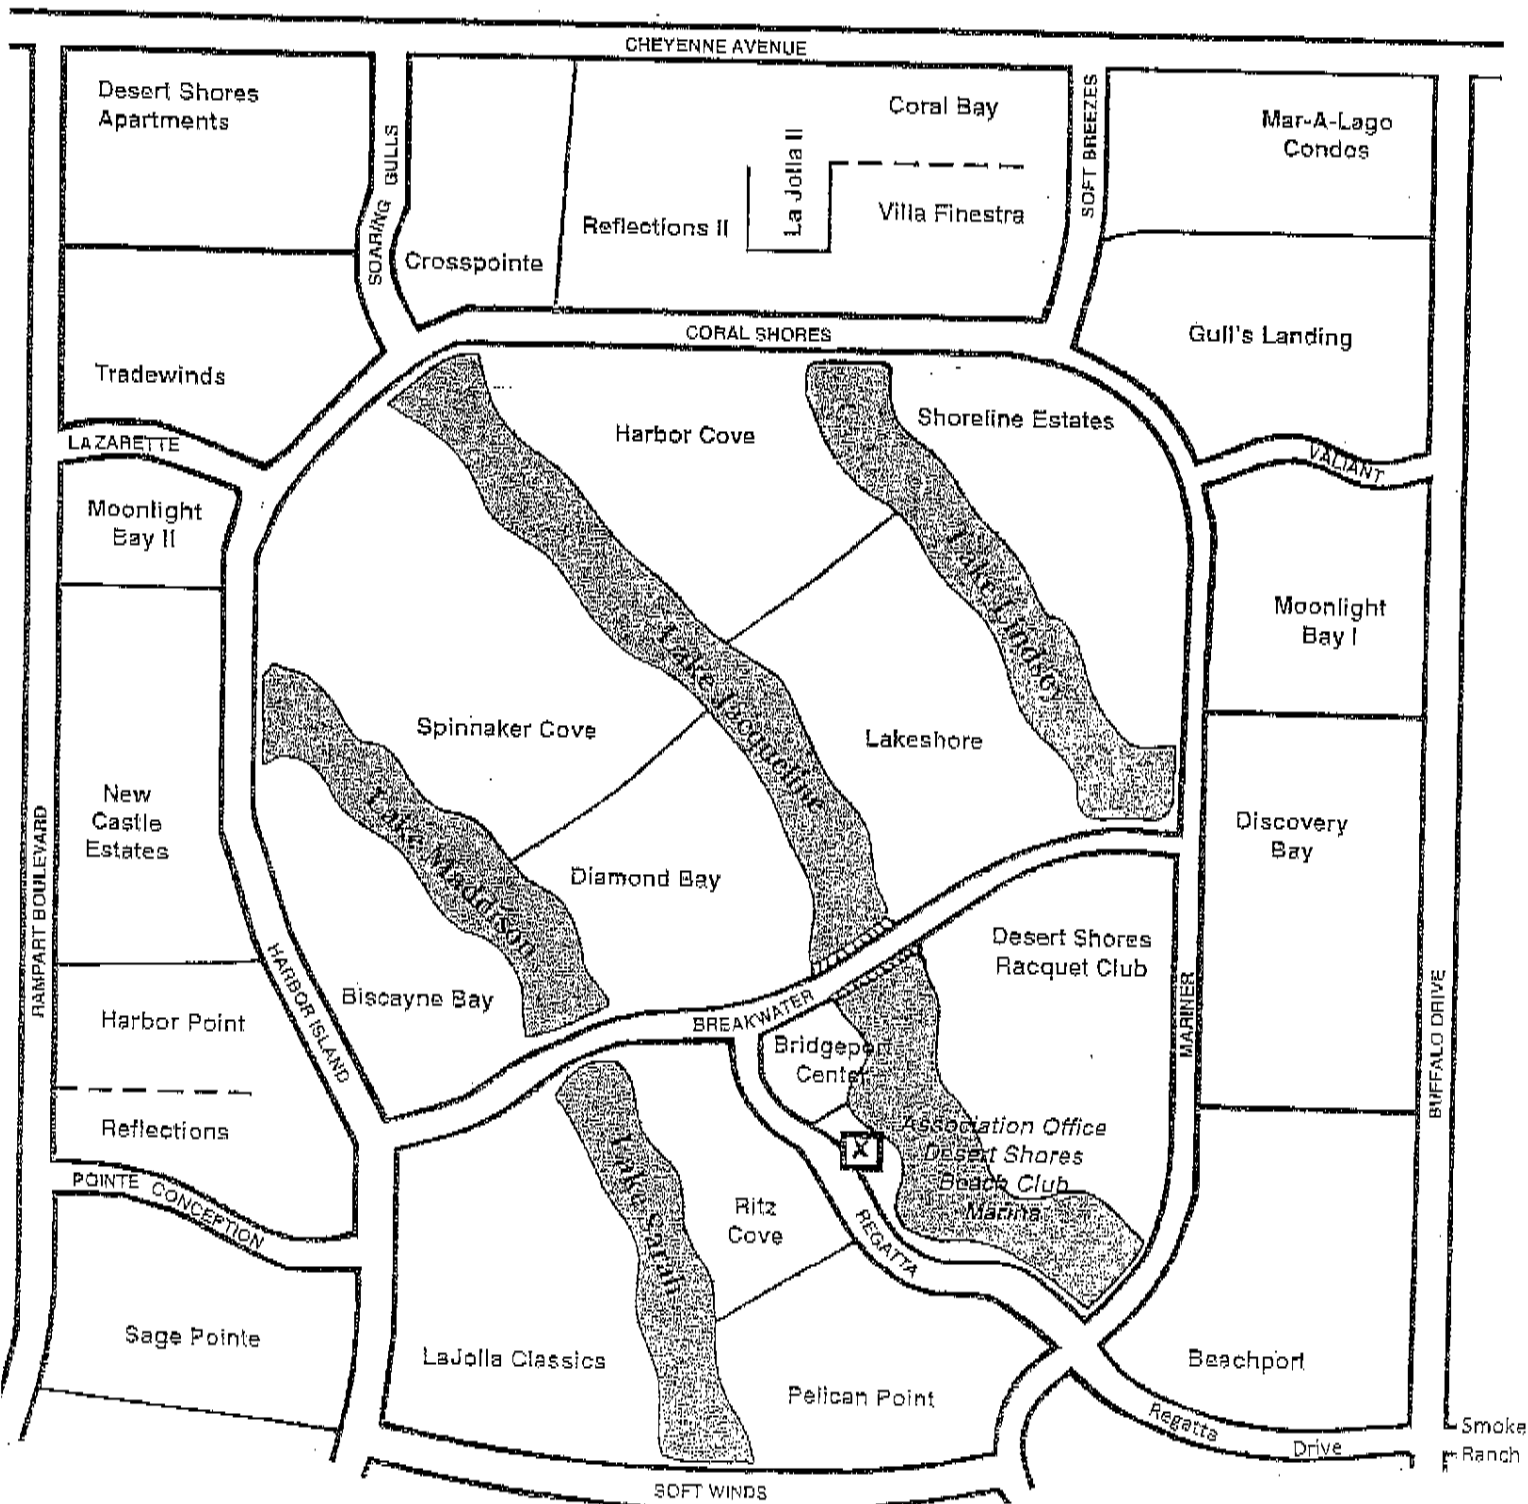 CHEYENNE AVENUE
Desert Shores
Apartments
SOARING GULLS
Coral Bay
La Jolla II
SOFT BREEZES
Mar-A-Lago
Condos
Reflections II
Villa Finestra
Crosspointe
CORAL SHORES
Gull's Landing
Tradewinds
Harbor Cove
Shoreline Estates
LAZARETTE
VALIANT
Moonlight
Bay II
Lake Lindsey
Moonlight
Bay I
Lake Jacqueline
Spinnaker Cove
Lakeshore
New
Castle
Estates
Lake Maddison
Discovery
Bay
Diamond Bay
RAMPART BOULEVARD
Desert Shores
Racquet Club
HARBOR ISLAND
Biscayne Bay
MARINER
BUFFALO DRIVE
Harbor Point
BREAKWATER
Bridgeport
Center
Reflections
Association Office
Desert Shores
Beach Club
Marina
X
POINTE CONCEPTION
Lake Sarah
Ritz
Cove
REGATTA
Sage Pointe
LaJolla Classics
Pelican Point
Beachport
Regatta Drive
Smoke
Ranch
SOFT WINDS